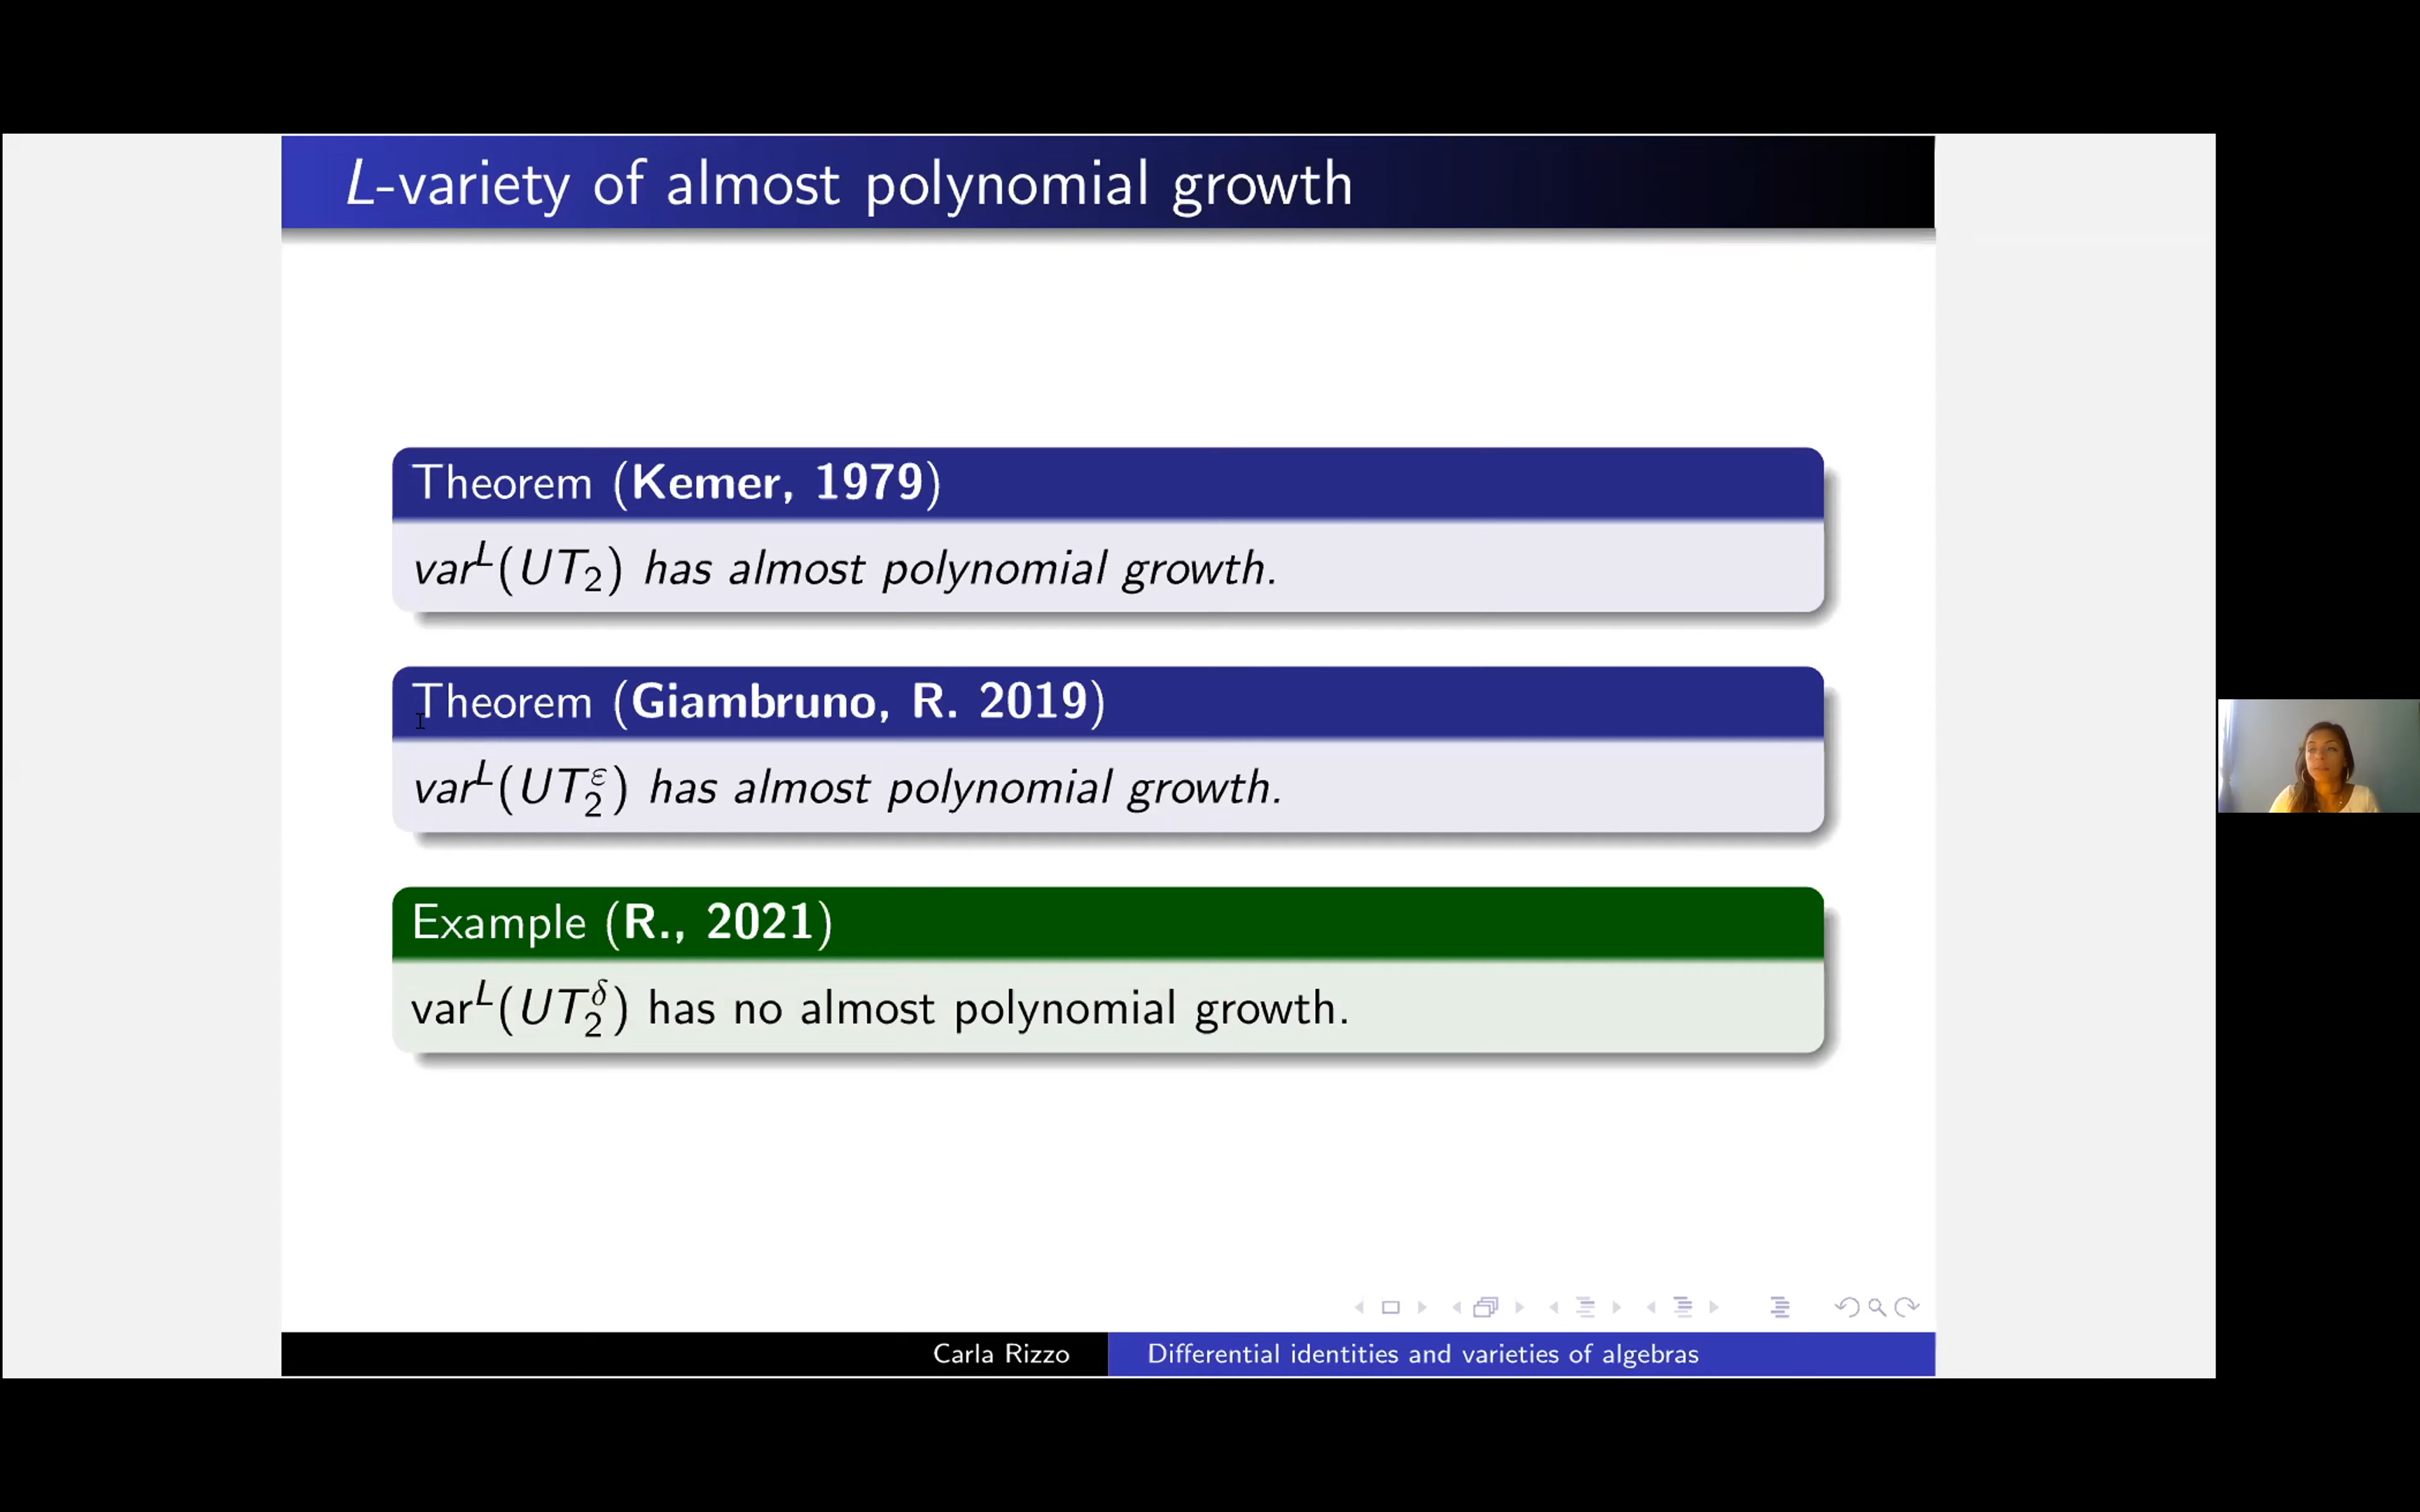 L-variety of almost polynomial growth
Theorem (Kemer, 1979)
var^L(UT_2) has almost polynomial growth.
Theorem (Giambruno, R. 2019)
var^L(UT_2^ε) has almost polynomial growth.
Example (R., 2021)
var^L(UT_2^δ) has no almost polynomial growth.
Carla Rizzo
Differential identities and varieties of algebras